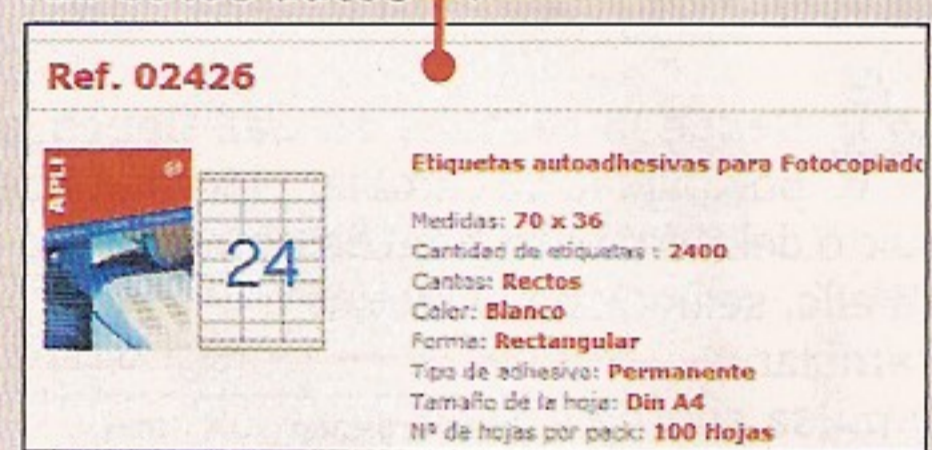 Ref. 02426
APLI
24
Etiquetas autoadhesivas para Fotocopiado
Medidas: 70 x 36
Cantidad de etiquetas : 2400
Cantos: Rectos
Color: Blanco
Forma: Rectangular
Tipo de adhesivo: Permanente
Tamaño de la hoja: Din A4
Nº de hojas por pack: 100 Hojas